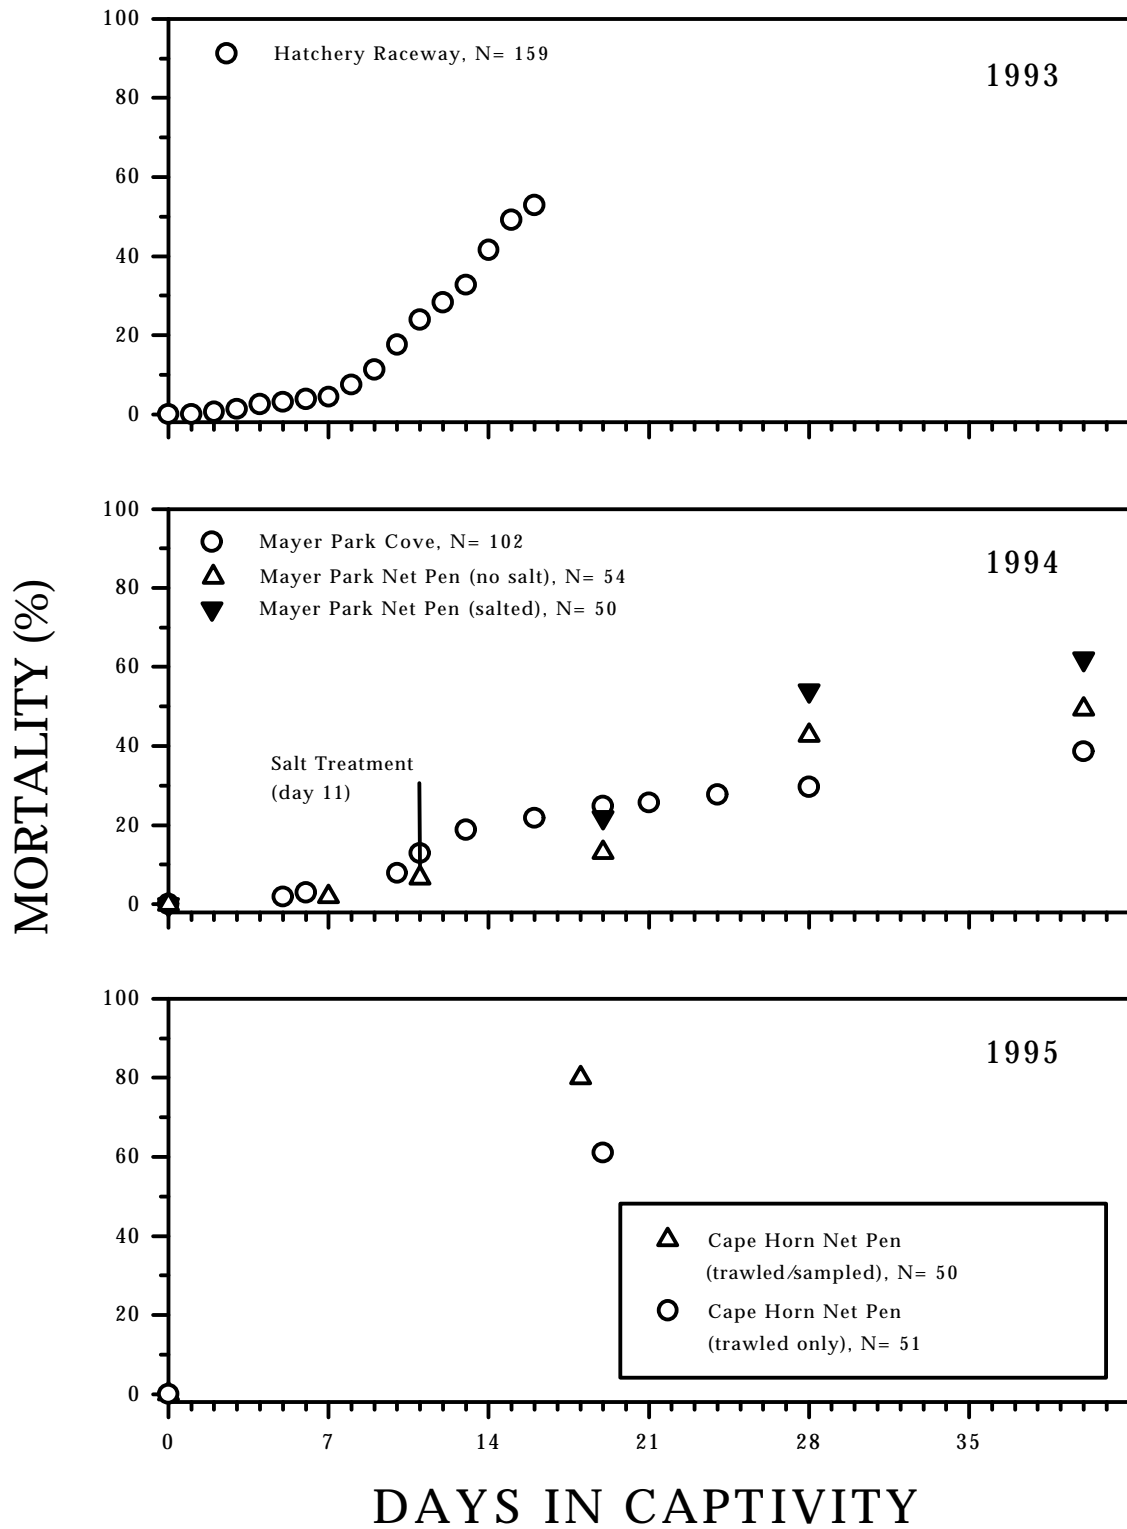 100
80
60
40
20
0
Hatchery Raceway, N= 159
1993
MORTALITY (%)
100
80
60
40
20
0
Mayer Park Cove, N= 102
Mayer Park Net Pen (no salt), N= 54
Mayer Park Net Pen (salted), N= 50
1994
Salt Treatment
(day 11)
100
80
60
40
20
0
1995
Cape Horn Net Pen
(trawled/sampled), N= 50
Cape Horn Net Pen
(trawled only), N= 51
0 7 14 21 28 35
DAYS IN CAPTIVITY